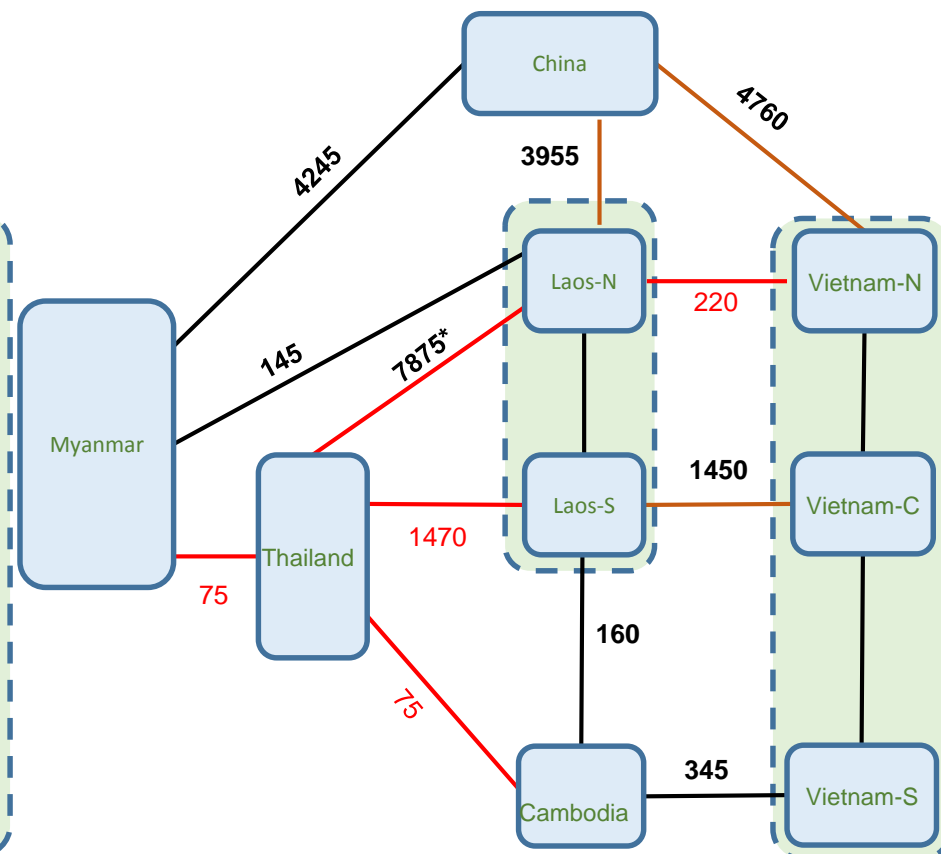 China
4760
4245
3955
Laos-N
220
Vietnam-N
145
7875*
Myanmar
Thailand
1470
Laos-S
1450
Vietnam-C
75
160
75
Cambodia
345
Vietnam-S